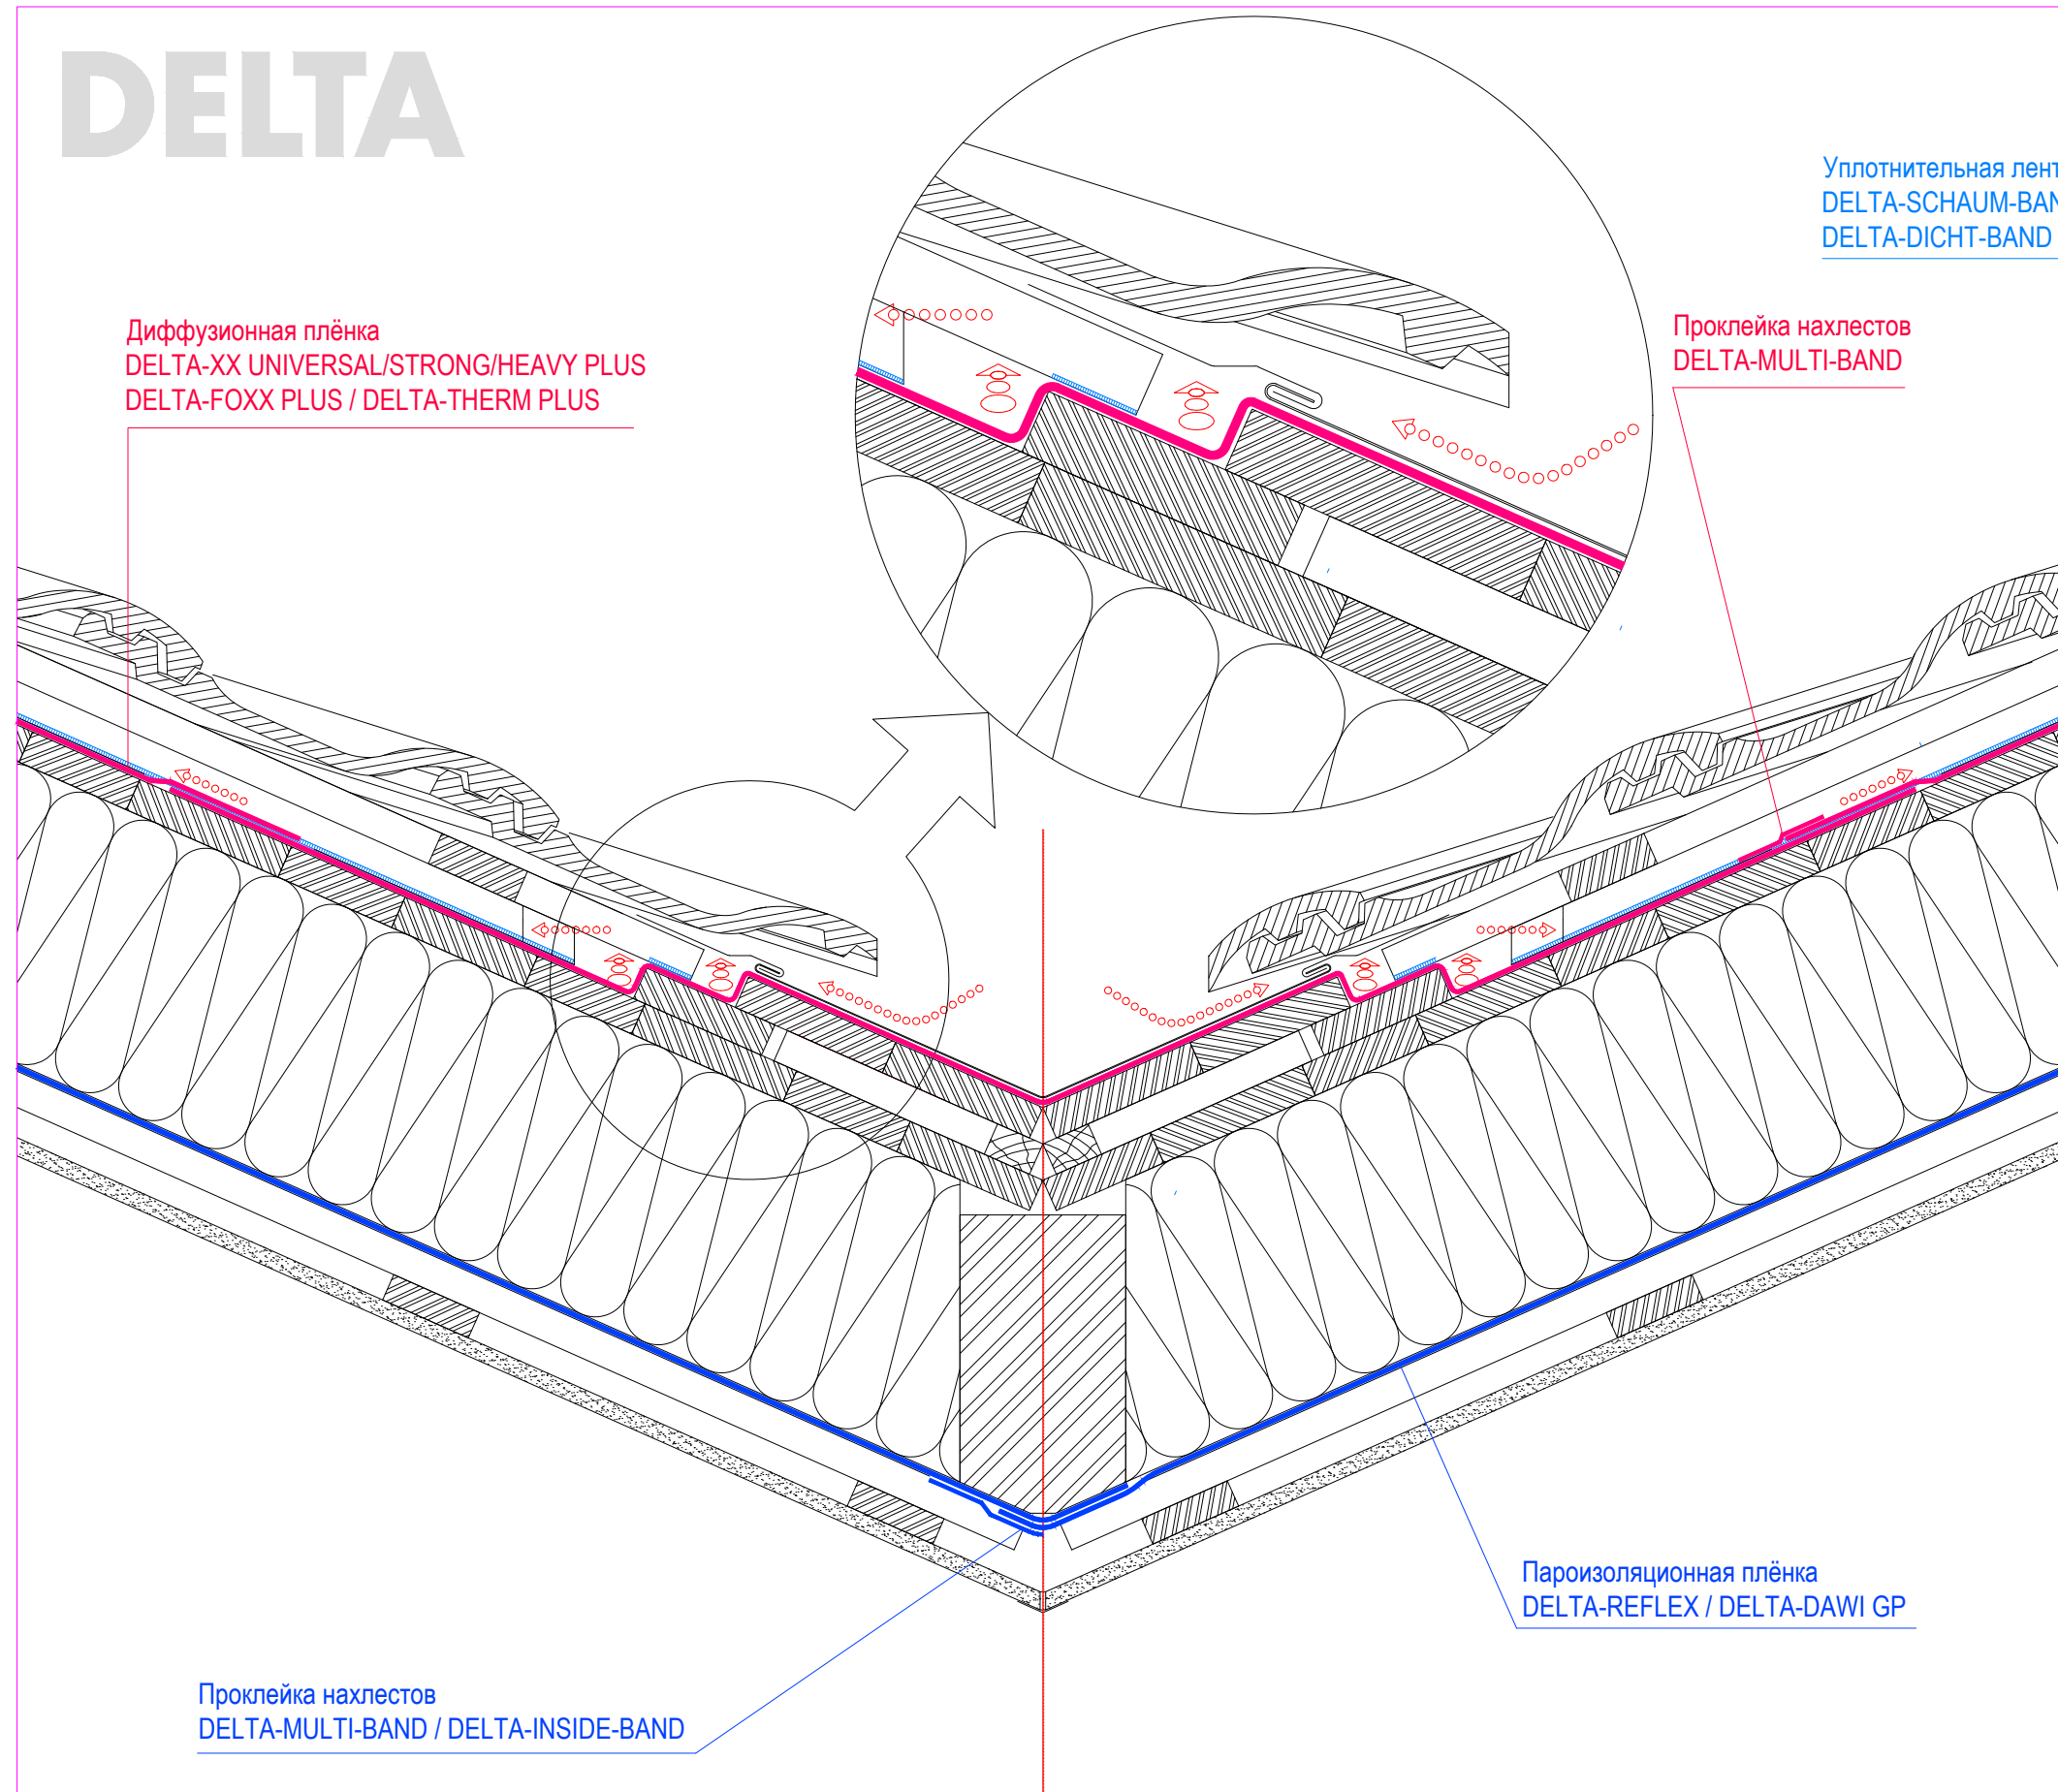 DELTA
Уплотнительная лент
DELTA-SCHAUM-BAN
DELTA-DICHT-BAND
Диффузионная плёнка
DELTA-XX UNIVERSAL/STRONG/HEAVY PLUS
DELTA-FOXX PLUS / DELTA-THERM PLUS
Проклейка нахлестов
DELTA-MULTI-BAND
Пароизоляционная плёнка
DELTA-REFLEX / DELTA-DAWI GP
Проклейка нахлестов
DELTA-MULTI-BAND / DELTA-INSIDE-BAND